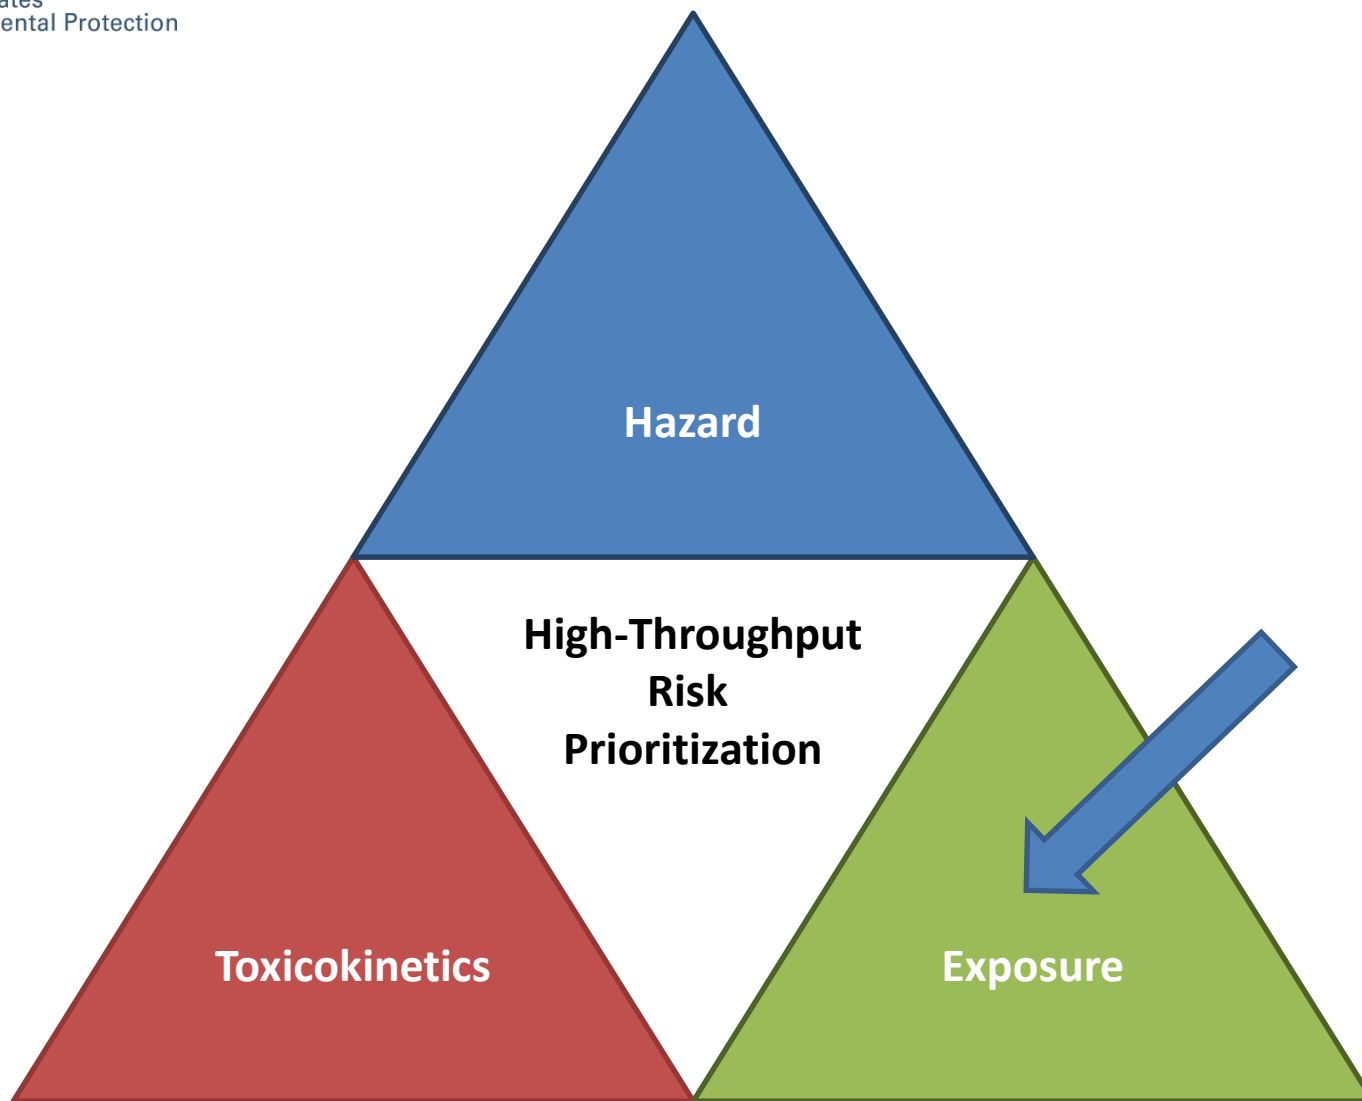 ental Protection
Hazard
High-Throughput
Risk
Prioritization
Toxicokinetics
Exposure